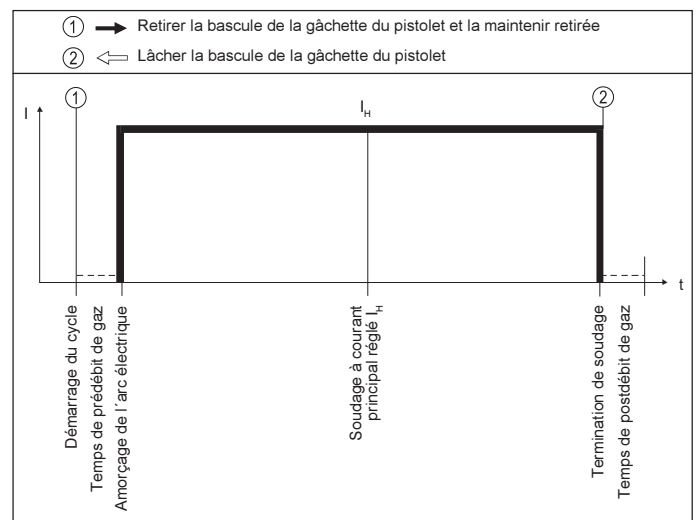 ① Retirer la bascule de la gâchette du pistolet et la maintenir retirée
② Lâcher la bascule de la gâchette du pistolet
①
②
I
I_H
t
Démarrage du cycle
Temps de prédébit de gaz
Amorçage de l´arc électrique
Soudage à courant
principal réglé I_H
Termination de soudage
Temps de postdébit de gaz